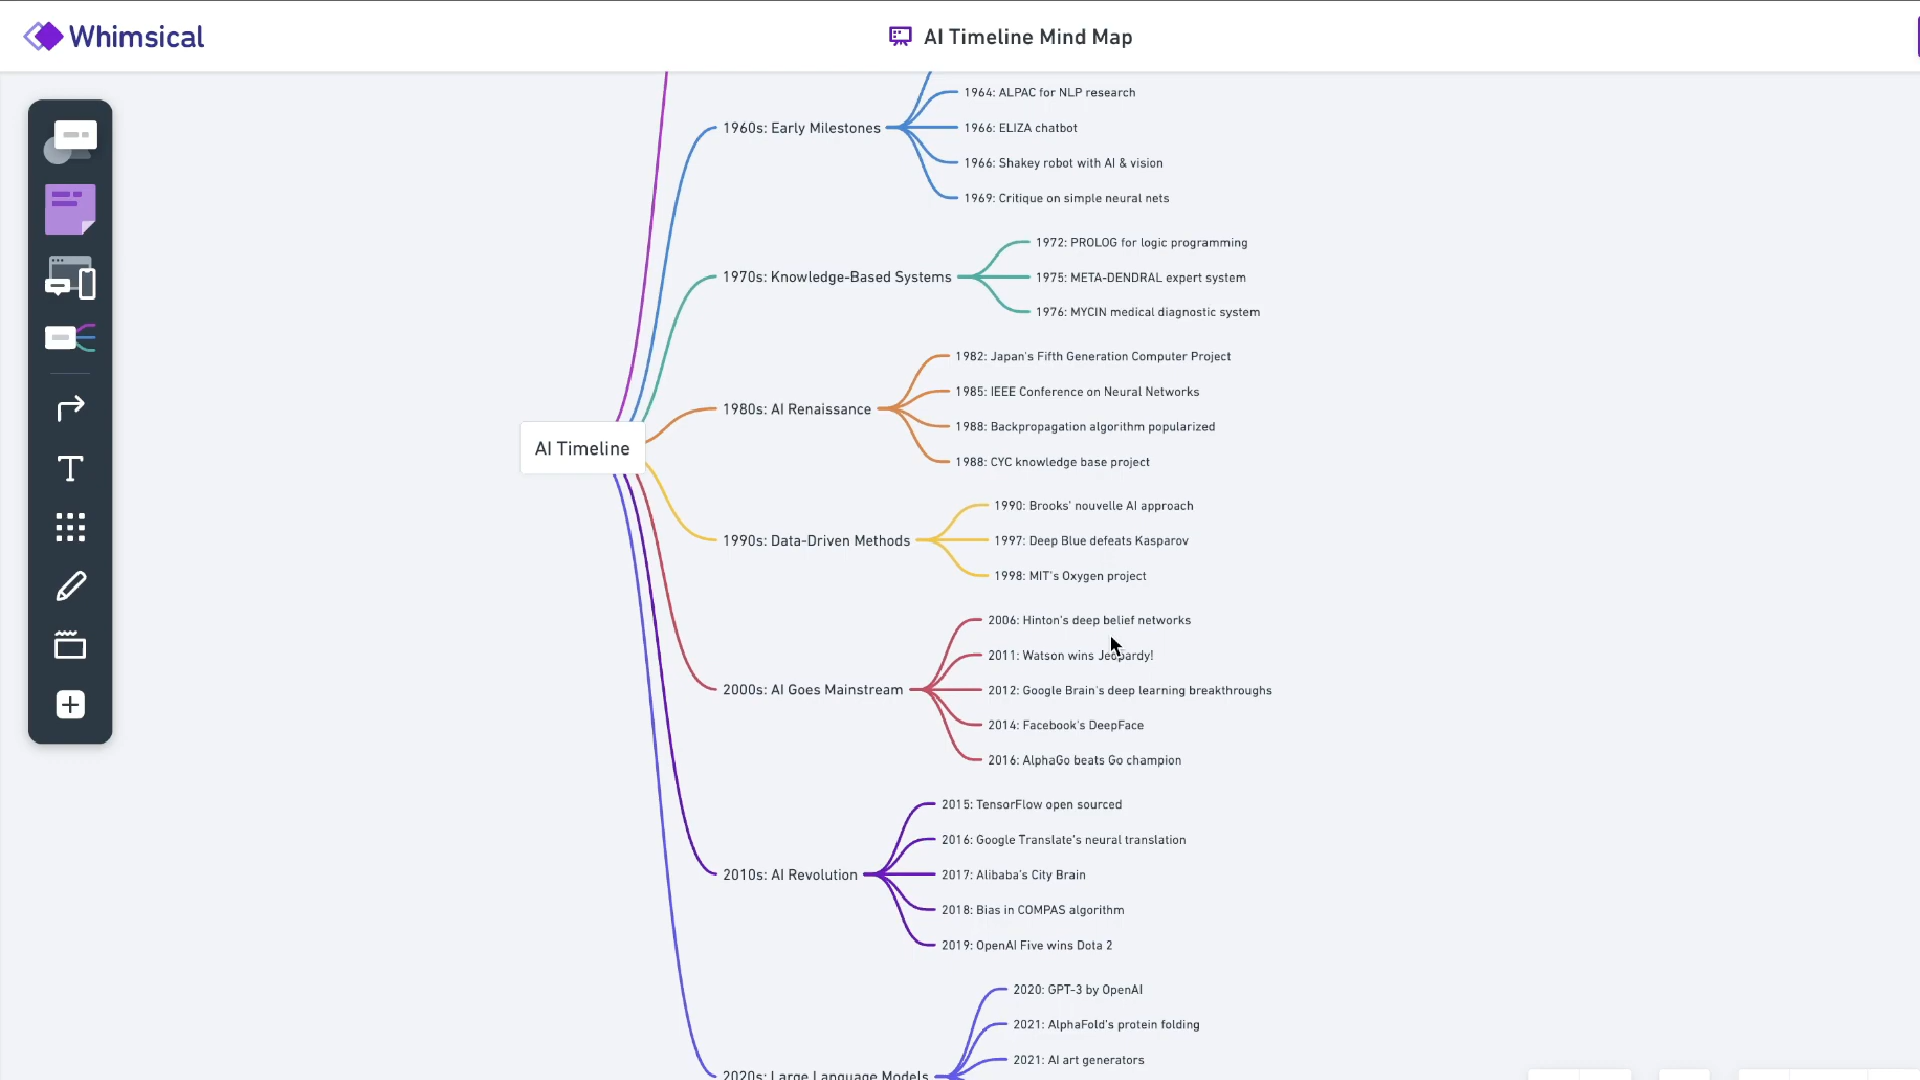 Whimsical
AI Timeline Mind Map
1964: ALPAC for NLP research
1960s: Early Milestones
1966: ELIZA chatbot
1966: Shakey robot with AI & vision
1969: Critique on simple neural nets
1972: PROLOG for logic programming
1970s: Knowledge-Based Systems
1975: META-DENDRAL expert system
1976: MYCIN medical diagnostic system
1982: Japan's Fifth Generation Computer Project
1985: IEEE Conference on Neural Networks
1980s: AI Renaissance
1988: Backpropagation algorithm popularized
AI Timeline
1988: CYC knowledge base project
1990: Brooks' nouvelle AI approach
1990s: Data-Driven Methods
1997: Deep Blue defeats Kasparov
1998: MIT's Oxygen project
2006: Hinton's deep belief networks
2011: Watson wins Jeopardy!
2000s: AI Goes Mainstream
2012: Google Brain's deep learning breakthroughs
2014: Facebook's DeepFace
2016: AlphaGo beats Go champion
2015: TensorFlow open sourced
2016: Google Translate's neural translation
2010s: AI Revolution
2017: Alibaba's City Brain
2018: Bias in COMPAS algorithm
2019: OpenAI Five wins Dota 2
2020: GPT-3 by OpenAI
2021: AlphaFold's protein folding
2021: AI art generators
2020s: Large Language Models